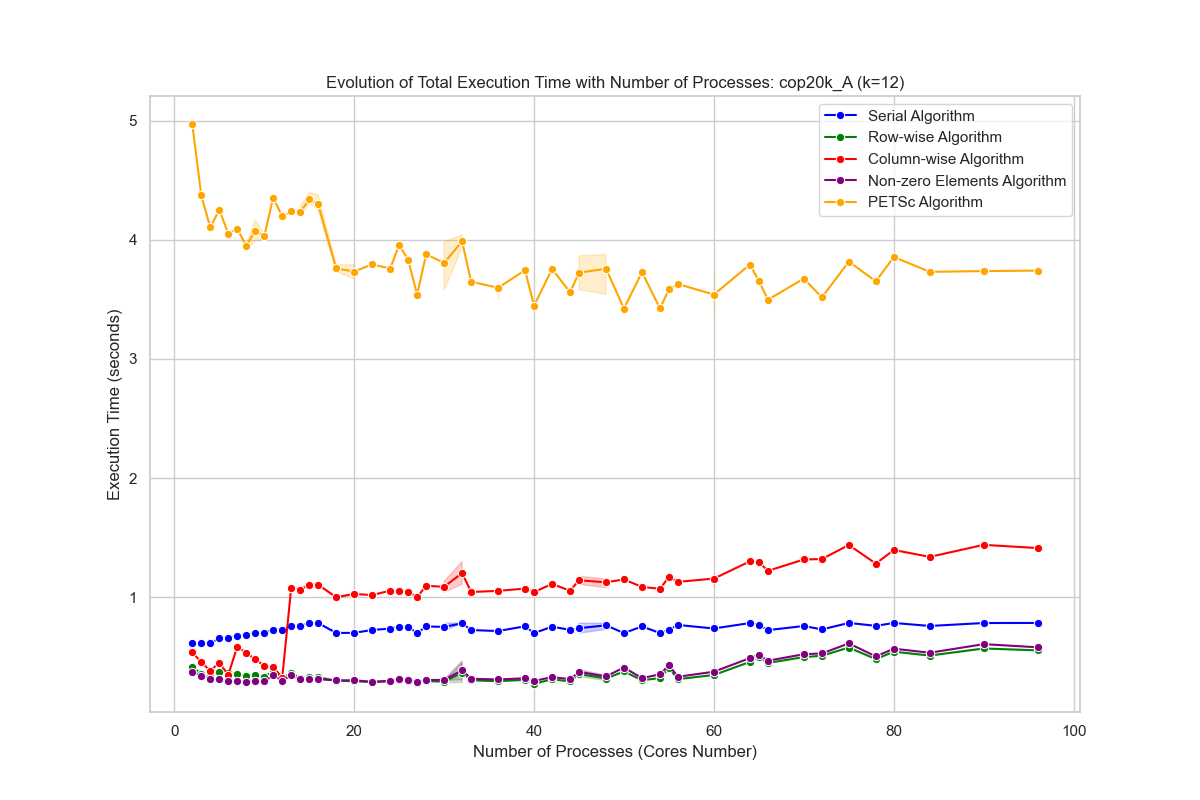 Evolution of Total Execution Time with Number of Processes: cop20k_A (k=12)
Serial Algorithm
Row-wise Algorithm
Column-wise Algorithm
Non-zero Elements Algorithm
PETSc Algorithm
Execution Time (seconds)
5
4
3
2
1
0
20
40
60
80
100
Number of Processes (Cores Number)